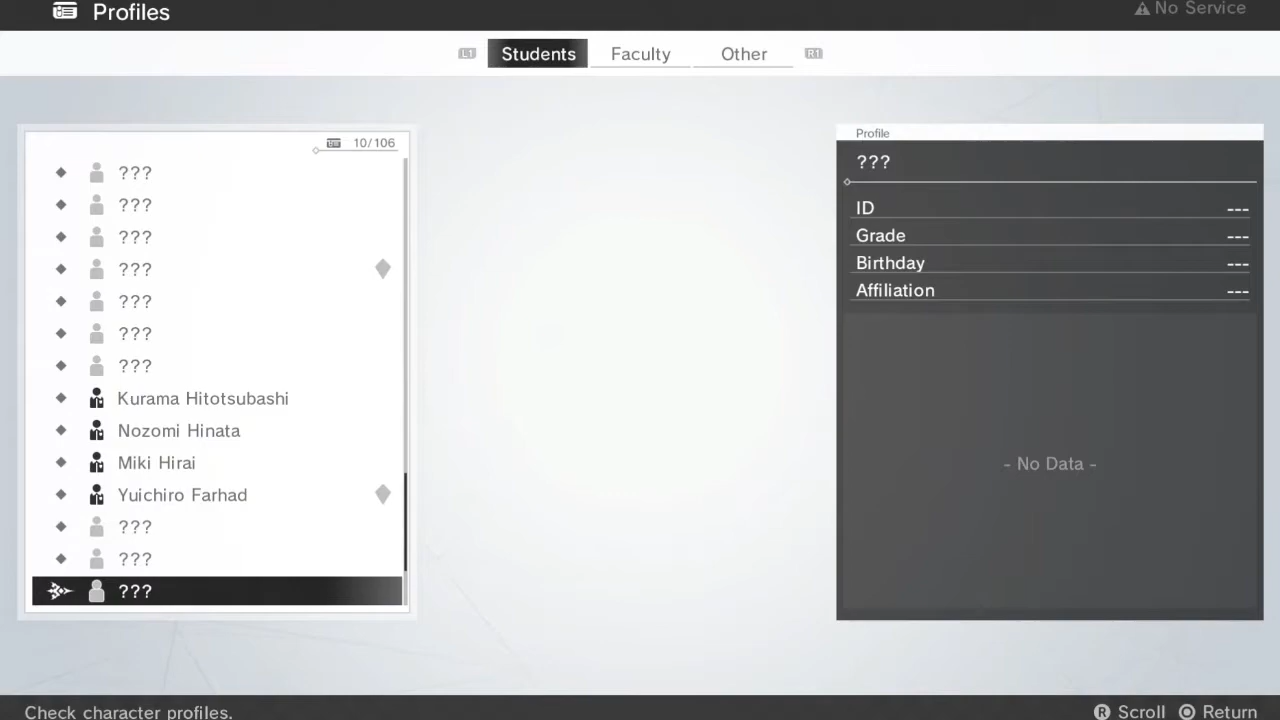 Profiles
No Service
L1 Students Faculty Other R1
10/106
???
???
???
???
???
???
???
Kurama Hitotsubashi
Nozomi Hinata
Miki Hirai
Yuichiro Farhad
???
???
???
Profile
???
ID ---
Grade ---
Birthday ---
Affiliation ---
- No Data -
Check character profiles.
R Scroll Return